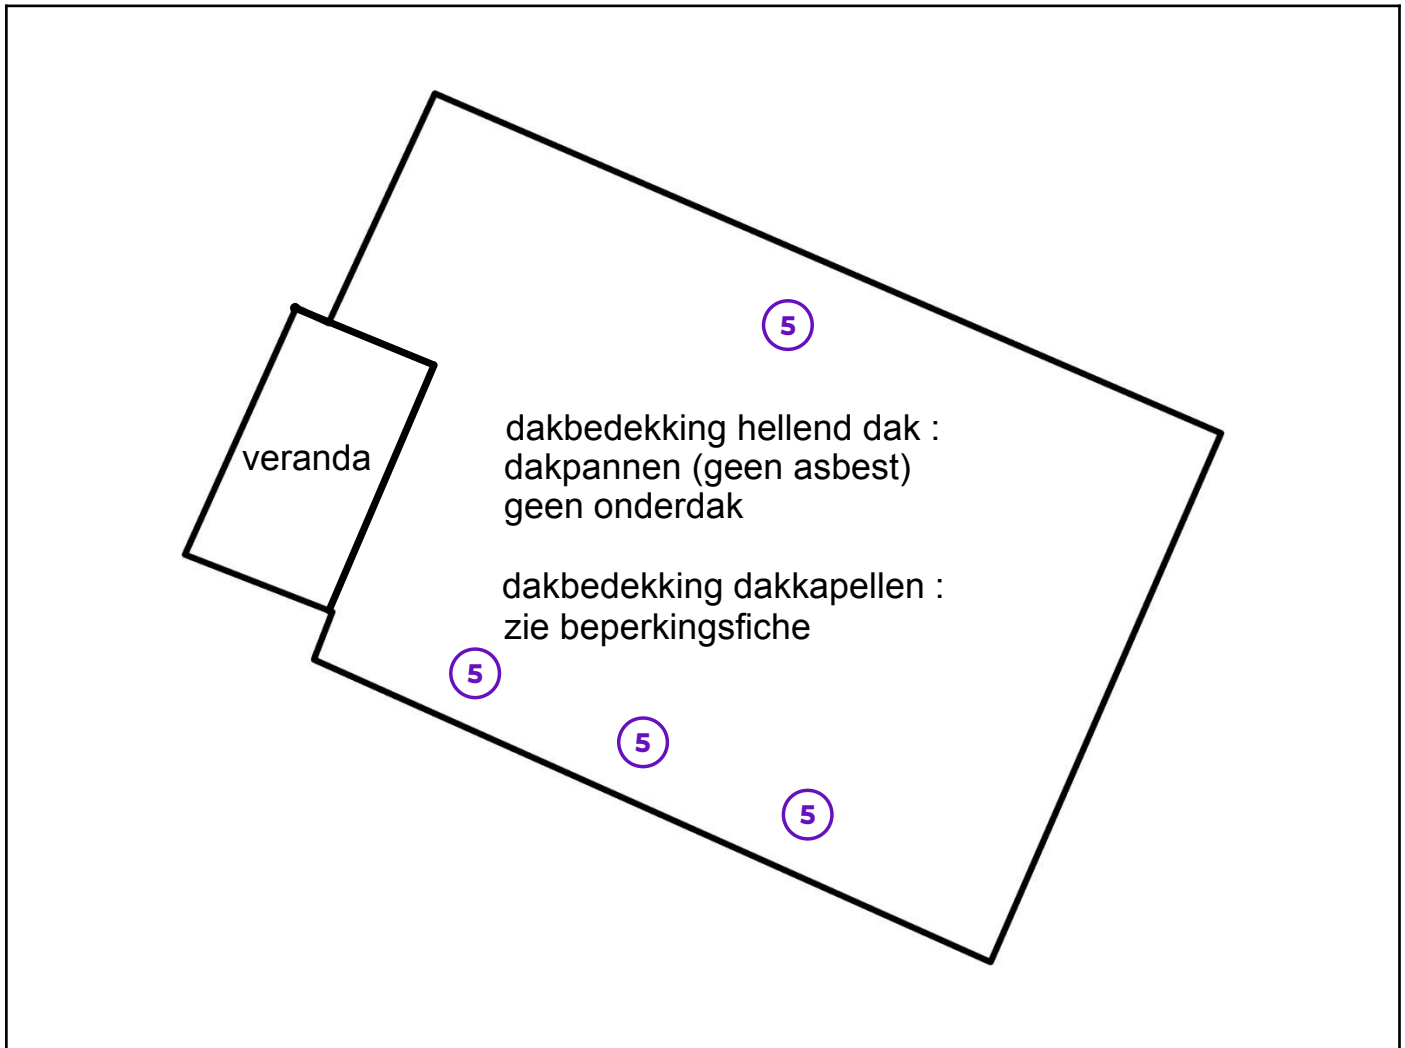 5
dakbedekking hellend dak :
dakpannen (geen asbest)
geen onderdak
veranda
dakbedekking dakkapellen :
zie beperkingsfiche
5
5
5